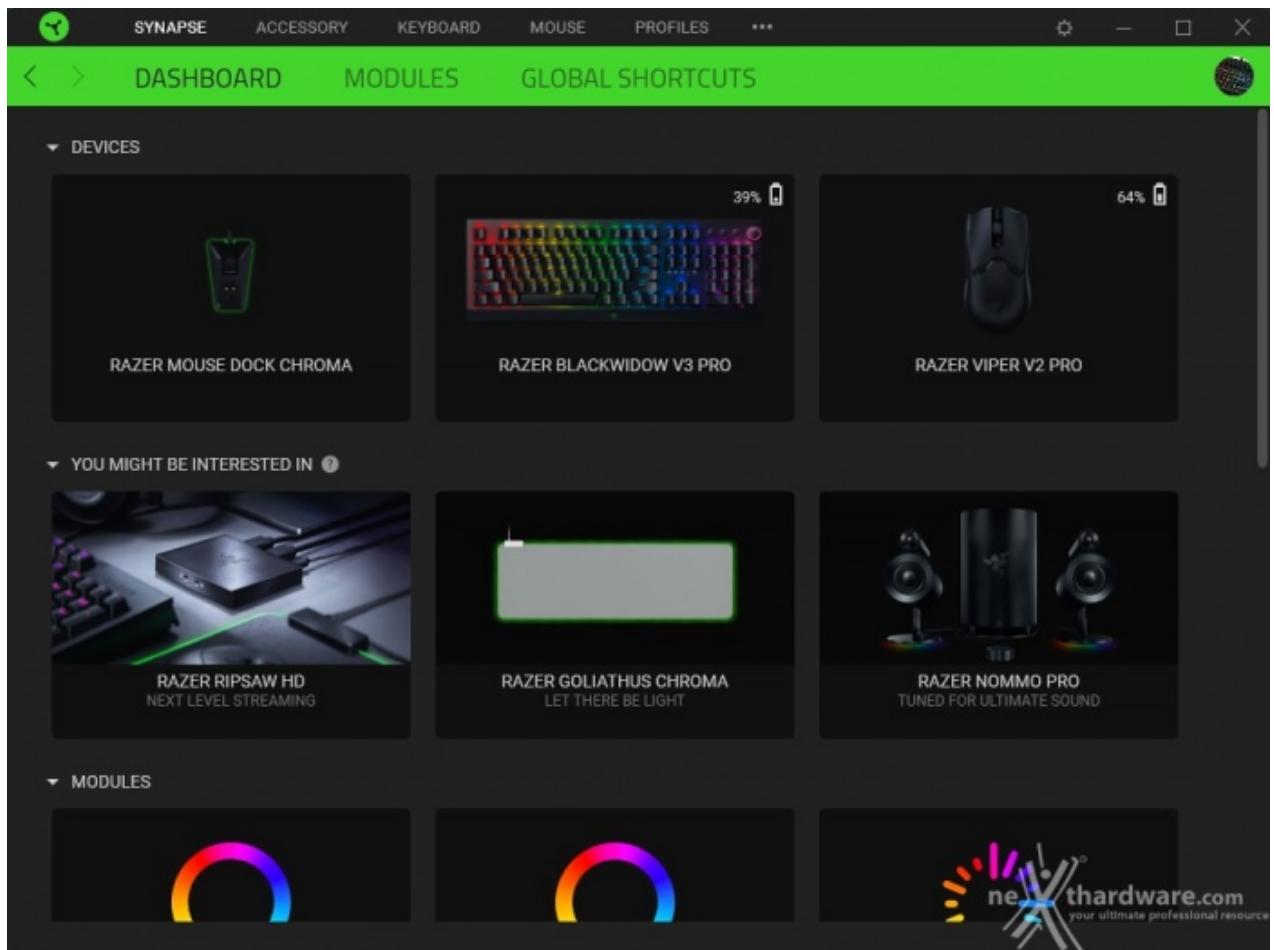 SYNAPSE ACCESSORY KEYBOARD MOUSE PROFILES •••
DASHBOARD MODULES GLOBAL SHORTCUTS
DEVICES
39%
64%
RAZER MOUSE DOCK CHROMA
RAZER BLACKWIDOW V3 PRO
RAZER VIPER V2 PRO
YOU MIGHT BE INTERESTED IN ?
RAZER RIPSAW HD
NEXT LEVEL STREAMING
RAZER GOLIATHUS CHROMA
LET THERE BE LIGHT
RAZER NOMMO PRO
TUNED FOR ULTIMATE SOUND
MODULES
nexthardware.com
your ultimate professional resource